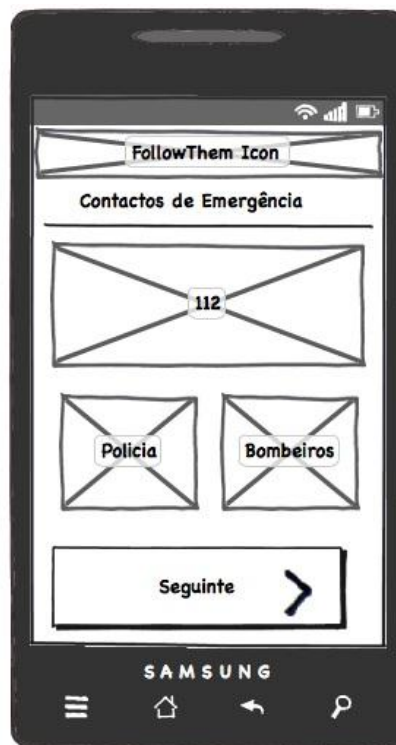 FollowThem Icon
Contactos de Emergência
112
Policia
Bombeiros
Seguinte
SAMSUNG